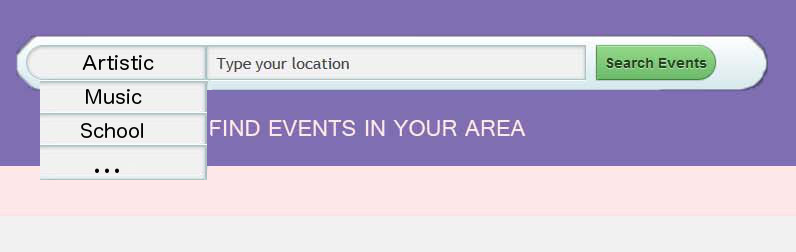 Artistic
Type your location
Search Events
Music
School
...
FIND EVENTS IN YOUR AREA